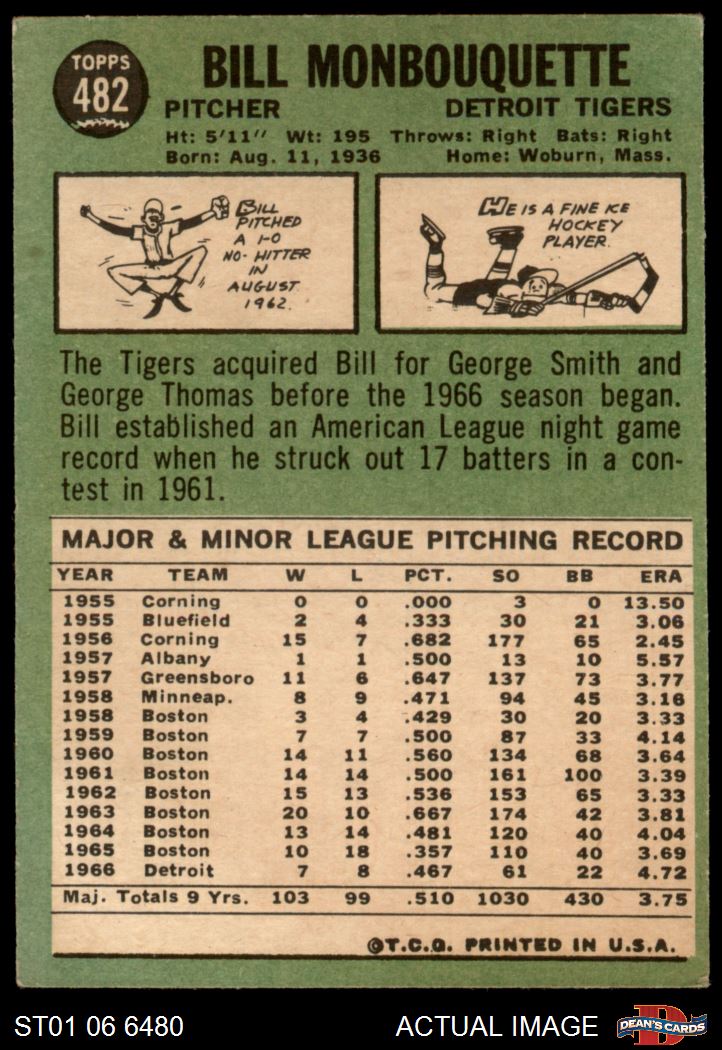 TOPPS
482
BILL MONBOUQUETTE
PITCHER DETROIT TIGERS
Ht: 5'11" Wt: 195 Throws: Right Bats: Right
Born: Aug. 11, 1936 Home: Woburn, Mass.
BILL
PITCHED
A 1-0
NO-HITTER
IN
AUGUST
1962.
HE IS A FINE ICE
HOCKEY
PLAYER.
The Tigers acquired Bill for George Smith and
George Thomas before the 1966 season began.
Bill established an American League night game
record when he struck out 17 batters in a con-
test in 1961.
MAJOR & MINOR LEAGUE PITCHING RECORD
YEAR TEAM W L PCT. SO BB ERA
1955 Corning 0 0 .000 3 0 13.50
1955 Bluefield 2 4 .333 30 21 3.06
1956 Corning 15 7 .682 177 65 2.45
1957 Albany 1 1 .500 13 10 5.57
1957 Greensboro 11 6 .647 137 73 3.77
1958 Minneap. 8 9 .471 94 45 3.16
1958 Boston 3 4 .429 30 20 3.33
1959 Boston 7 7 .500 87 33 4.14
1960 Boston 14 11 .560 134 68 3.64
1961 Boston 14 14 .500 161 100 3.39
1962 Boston 15 13 .536 153 65 3.33
1963 Boston 20 10 .667 174 42 3.81
1964 Boston 13 14 .481 120 40 4.04
1965 Boston 10 18 .357 110 40 3.69
1966 Detroit 7 8 .467 61 22 4.72
Maj. Totals 9 Yrs. 103 99 .510 1030 430 3.75
©T.C.G. PRINTED IN U.S.A.
ST01 06 6480 ACTUAL IMAGE D DEAN'S CARDS